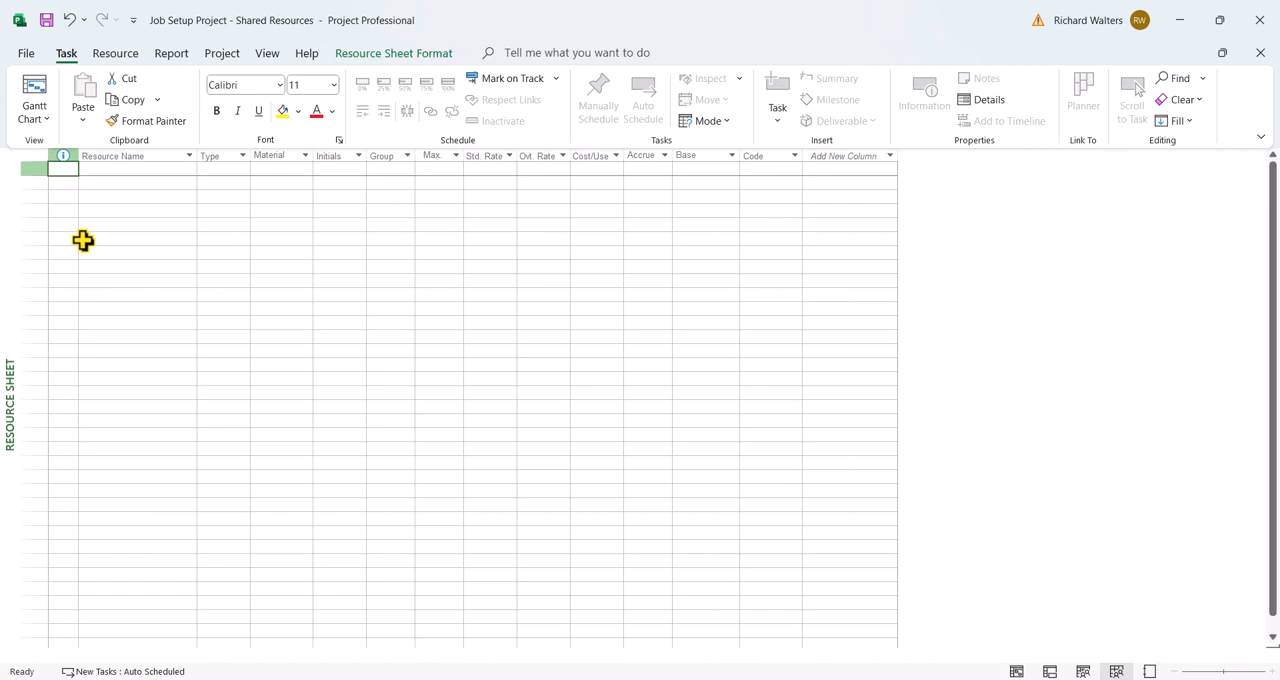 Job Setup Project - Shared Resources - Project Professional
Richard Walters RW
File Task Resource Report Project View Help Resource Sheet Format Tell me what you want to do
Gantt Chart
View
Paste
Cut
Copy
Format Painter
Clipboard
Calibri 11
B I U A
Font
0% 25% 50% 75% 100%
Mark on Track
Respect Links
Inactivate
Schedule
Manually Schedule
Auto Schedule
Inspect
Move
Mode
Tasks
Task
Summary
Milestone
Deliverable
Insert
Information
Notes
Details
Add to Timeline
Properties
Planner
Link To
Scroll to Task
Find
Clear
Fill
Editing
Resource Name Type Material Initials Group Max. Std. Rate Ovt. Rate Cost/Use Accrue Base Code Add New Column
RESOURCE SHEET
Ready New Tasks : Auto Scheduled